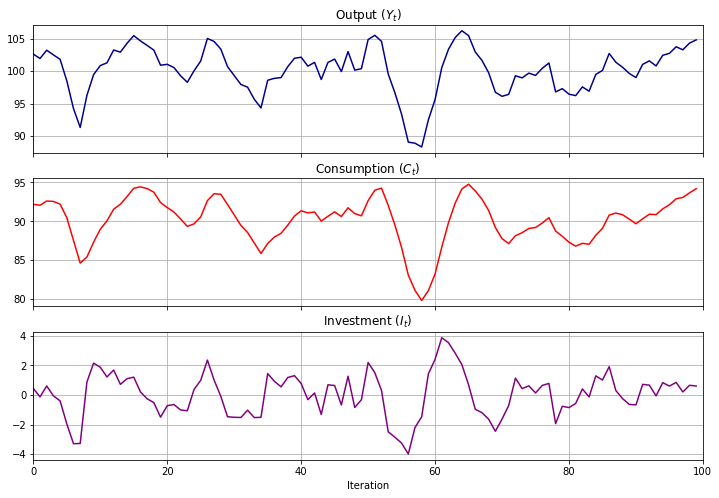 Output (Y_t)
105
100
95
90
Consumption (C_t)
95
90
85
80
Investment (I_t)
4
2
0
−2
−4
0 20 40 60 80 100
Iteration